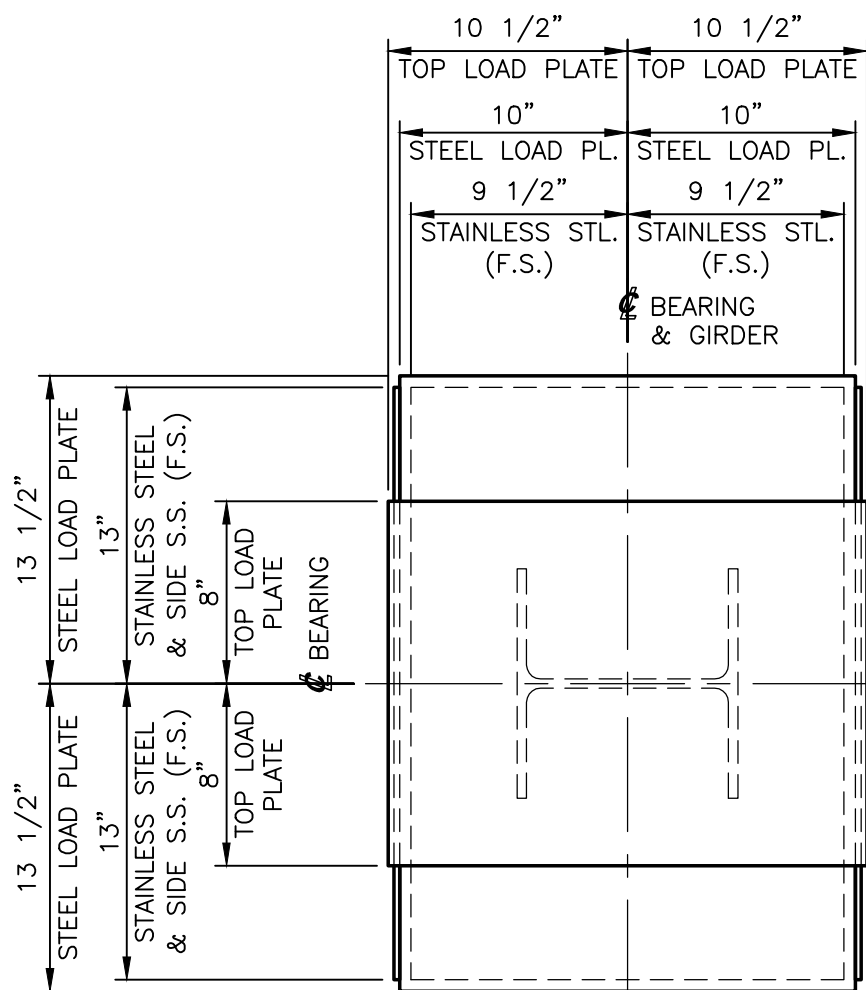 10 1/2" 10 1/2"
TOP LOAD PLATE TOP LOAD PLATE
10" 10"
STEEL LOAD PL. STEEL LOAD PL.
9 1/2" 9 1/2"
STAINLESS STL. STAINLESS STL.
(F.S.) (F.S.)
℄ BEARING
& GIRDER
13 1/2"
STEEL LOAD PLATE
13"
STAINLESS STEEL
& SIDE S.S. (F.S.)
8"
TOP LOAD
PLATE
℄ BEARING
13 1/2"
STEEL LOAD PLATE
13"
STAINLESS STEEL
& SIDE S.S. (F.S.)
8"
TOP LOAD
PLATE